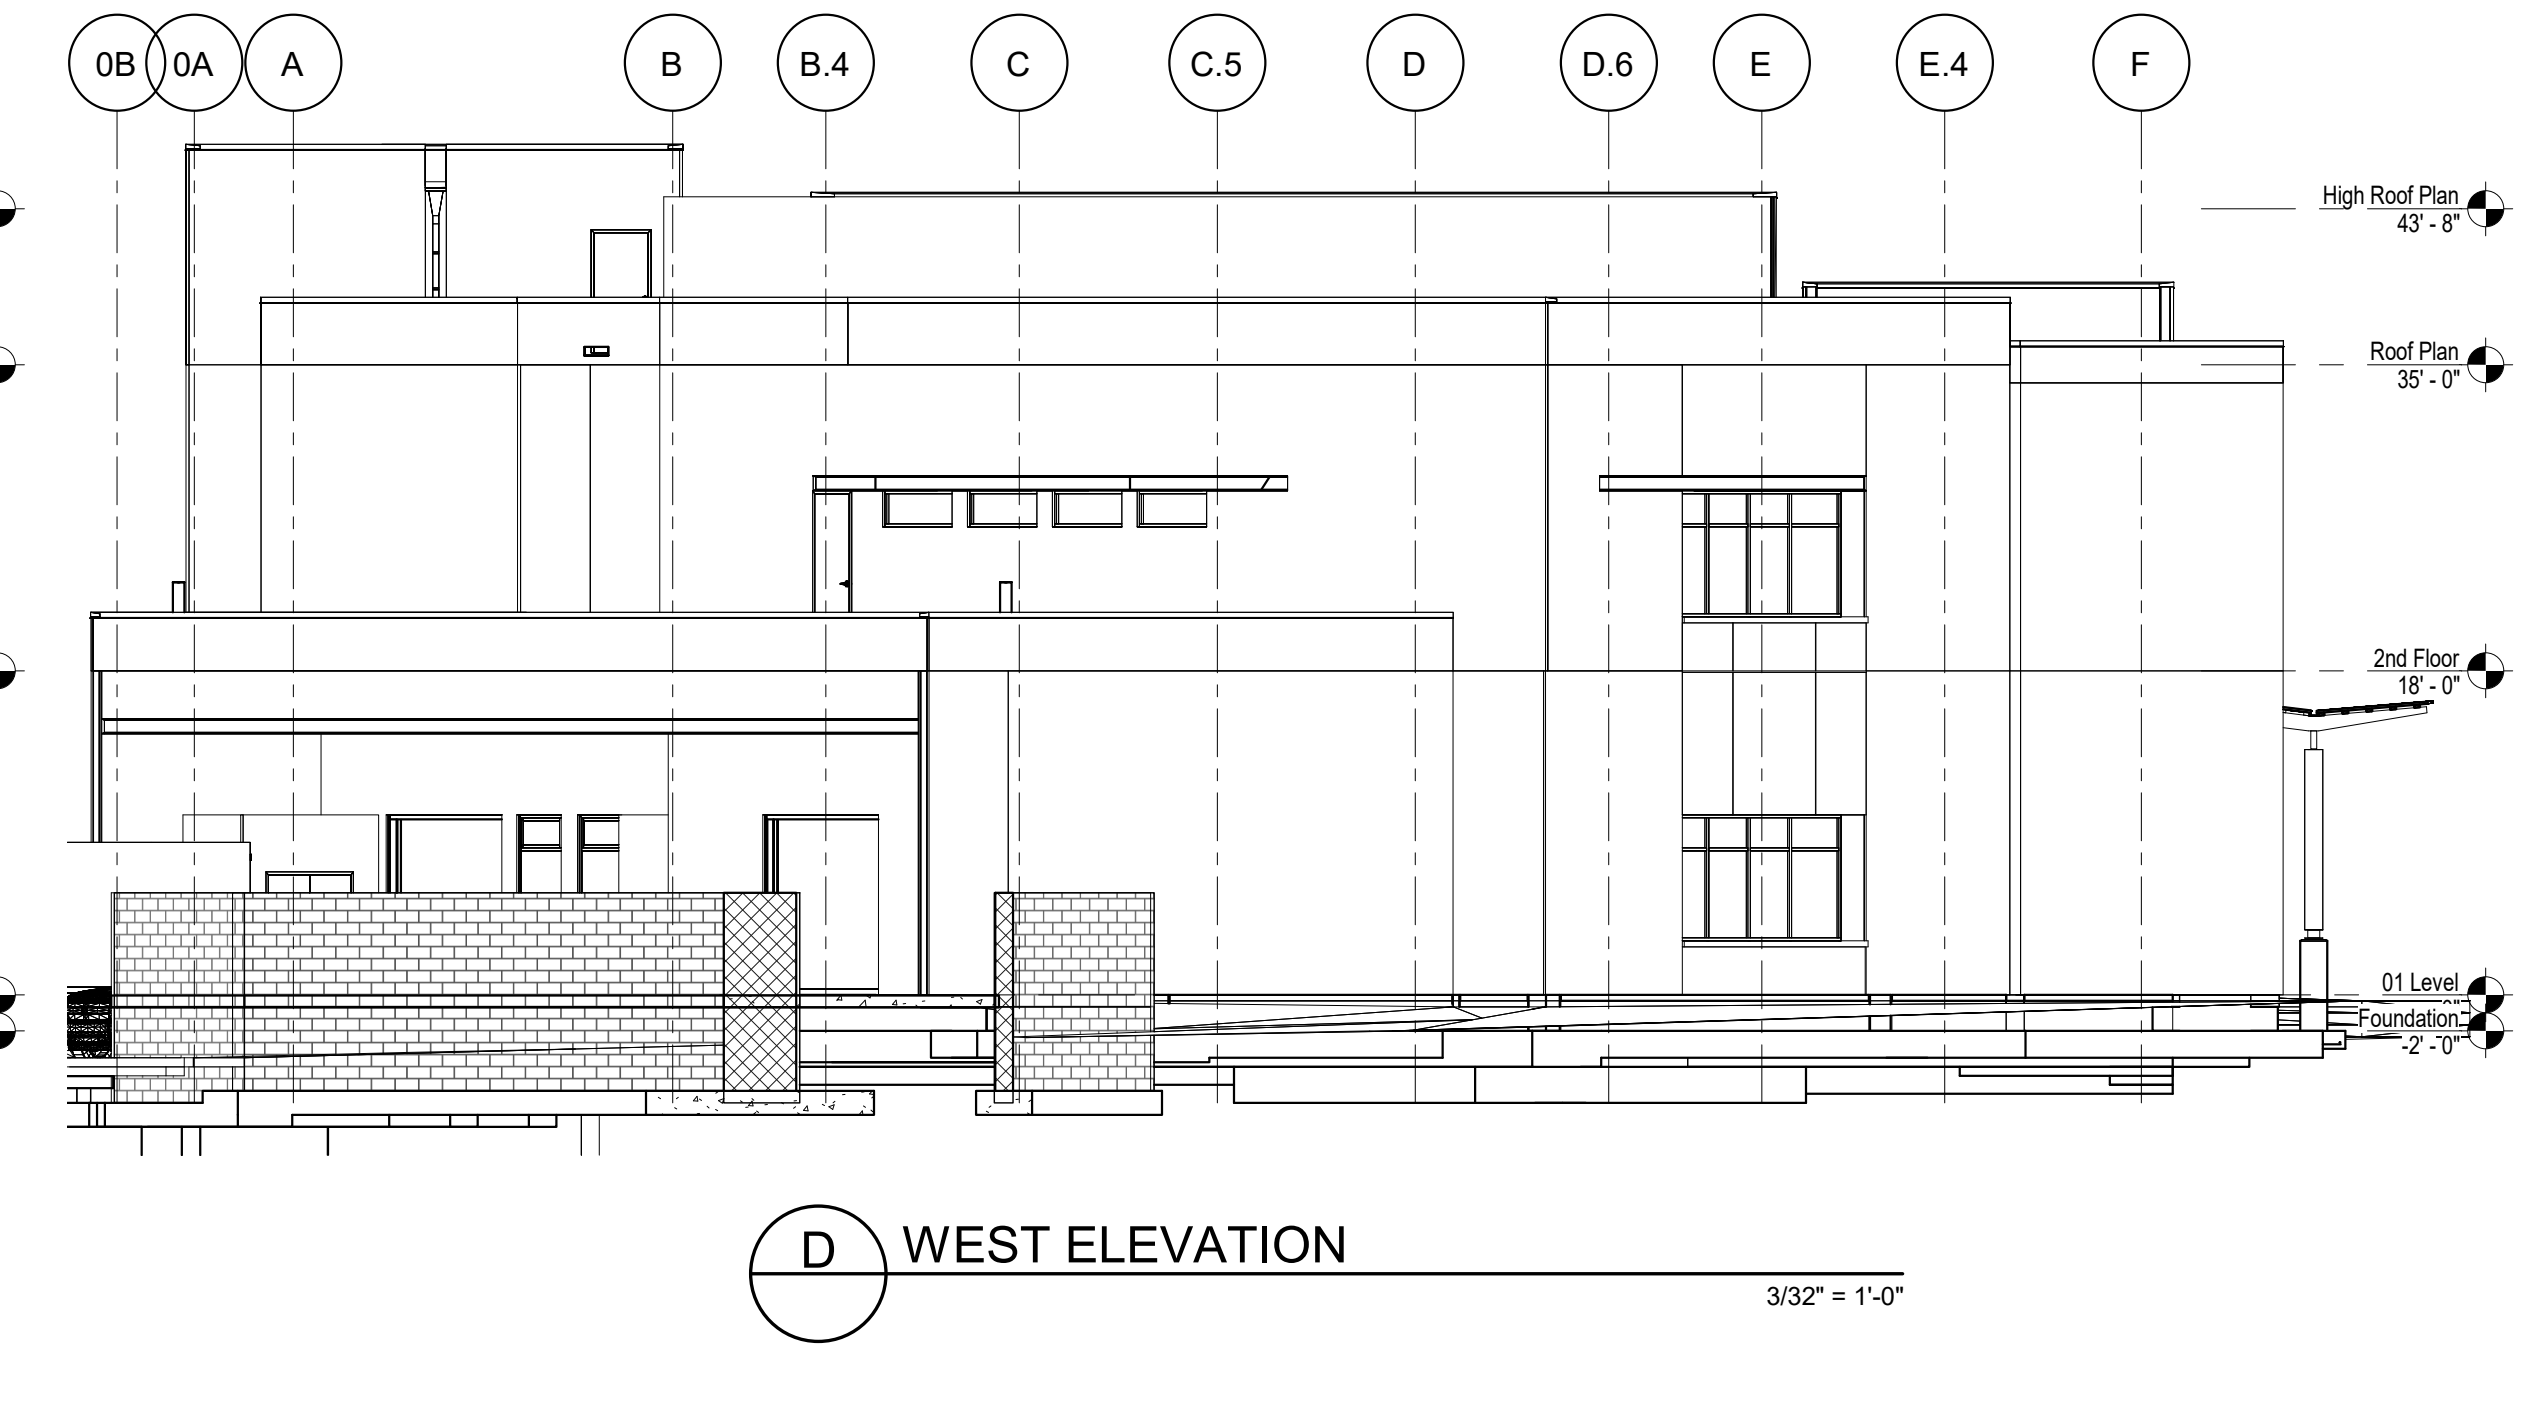 0B 0A A B B.4 C C.5 D D.6 E E.4 F
High Roof Plan
43' - 8"
Roof Plan
35' - 0"
2nd Floor
18' - 0"
01 Level
Foundation
-2' - 0"
D WEST ELEVATION
3/32" = 1'-0"